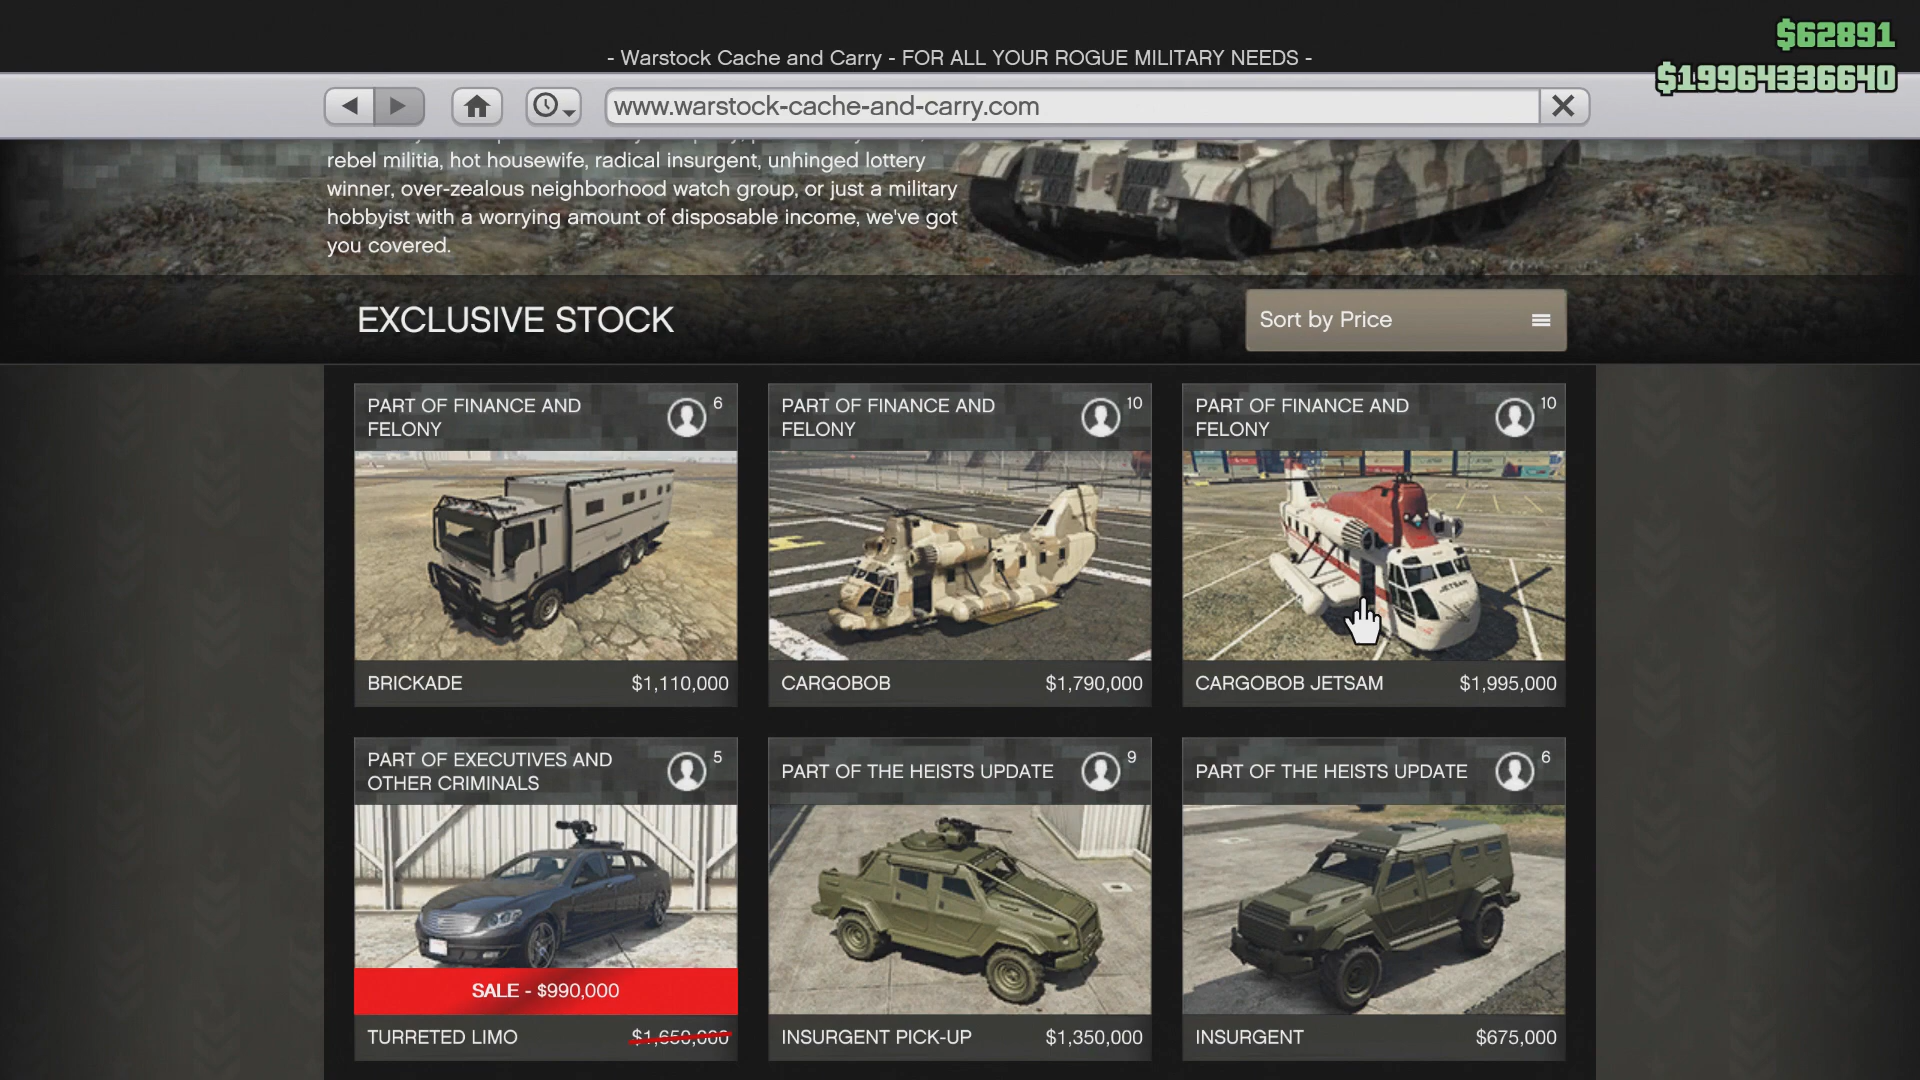 $62891
- Warstock Cache and Carry - FOR ALL YOUR ROGUE MILITARY NEEDS -
$19964336640
www.warstock-cache-and-carry.com
rebel militia, hot housewife, radical insurgent, unhinged lottery
winner, over-zealous neighborhood watch group, or just a military
hobbyist with a worrying amount of disposable income, we've got
you covered.
EXCLUSIVE STOCK
Sort by Price
PART OF FINANCE AND
FELONY
6
PART OF FINANCE AND
FELONY
10
PART OF FINANCE AND
FELONY
10
JETSAM
BRICKADE $1,110,000
CARGOBOB $1,790,000
CARGOBOB JETSAM $1,995,000
PART OF EXECUTIVES AND
OTHER CRIMINALS
5
PART OF THE HEISTS UPDATE
9
PART OF THE HEISTS UPDATE
6
SALE - $990,000
TURRETED LIMO $1,650,000
INSURGENT PICK-UP $1,350,000
INSURGENT $675,000